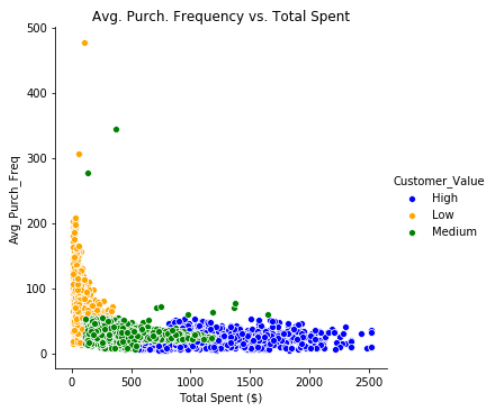 Avg. Purch. Frequency vs. Total Spent
500
400
300
200
100
0
Avg_Purch_Freq
0
500
1000
1500
2000
2500
Total Spent ($)
Customer_Value
High
Low
Medium